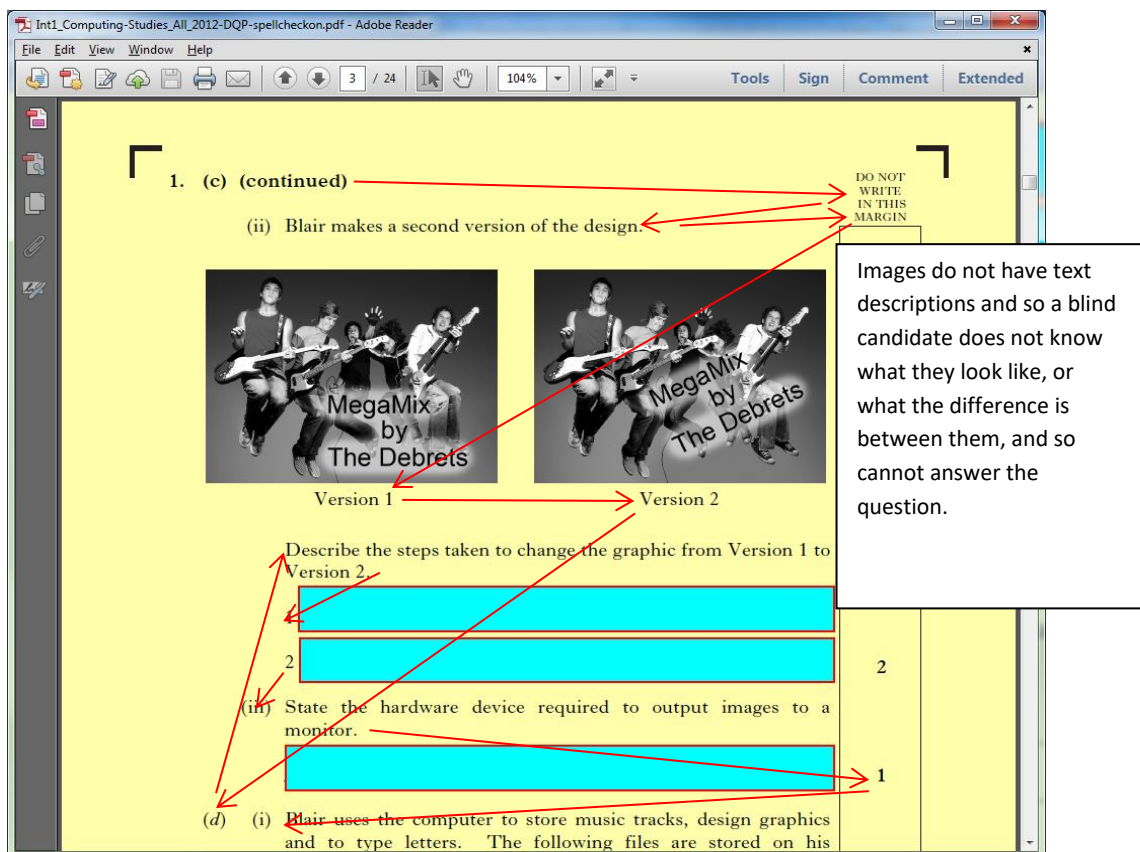 Int1_Computing-Studies_All_2012-DQP-spellcheckon.pdf - Adobe Reader
File Edit View Window Help
3 / 24 104% Tools Sign Comment Extended
1. (c) (continued)
DO NOT
WRITE
IN THIS
MARGIN
(ii) Blair makes a second version of the design.
MegaMix
by
The Debrets
MegaMix
by
The Debrets
Version 1 Version 2
Images do not have text
descriptions and so a blind
candidate does not know
what they look like, or
what the difference is
between them, and so
cannot answer the
question.
Describe the steps taken to change the graphic from Version 1 to
Version 2.
1
2 2
(iii) State the hardware device required to output images to a
monitor.
1
(d) (i) Blair uses the computer to store music tracks, design graphics
and to type letters. The following files are stored on his